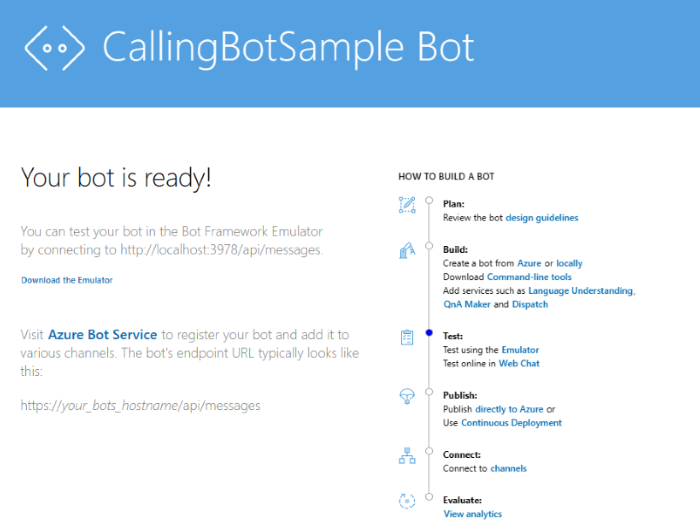 CallingBotSample Bot
Your bot is ready!
You can test your bot in the Bot Framework Emulator
by connecting to http://localhost:3978/api/messages.
Download the Emulator
Visit Azure Bot Service to register your bot and add it to
various channels. The bot's endpoint URL typically looks like
this:
https://your_bots_hostname/api/messages
HOW TO BUILD A BOT
Plan:
Review the bot design guidelines
Build:
Create a bot from Azure or locally
Download Command-line tools
Add services such as Language Understanding,
QnA Maker and Dispatch
Test:
Test using the Emulator
Test online in Web Chat
Publish:
Publish directly to Azure or
Use Continuous Deployment
Connect:
Connect to channels
Evaluate:
View analytics